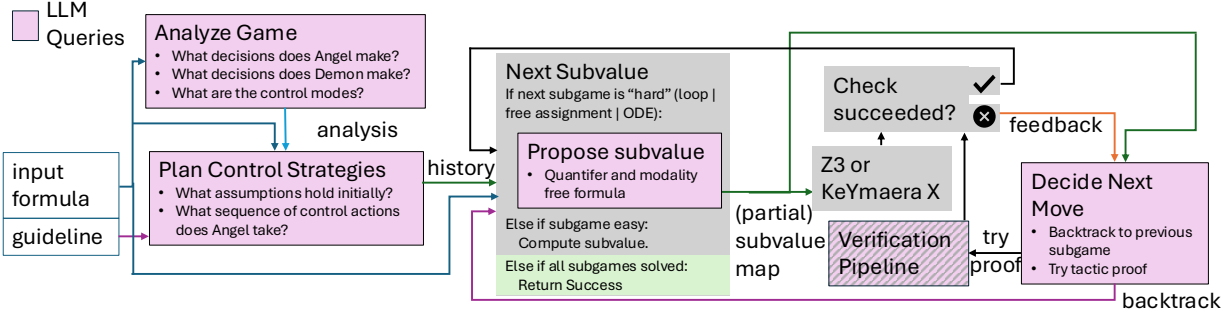 LLM
Queries
Analyze Game
• What decisions does Angel make?
• What decisions does Demon make?
• What are the control modes?
analysis
input
formula
guideline
Plan Control Strategies
• What assumptions hold initially?
• What sequence of control actions
does Angel take?
history
Next Subvalue
If next subgame is “hard” (loop |
free assignment | ODE):
Propose subvalue
• Quantifer and modality
free formula
Else if subgame easy:
Compute subvalue.
Else if all subgames solved:
Return Success
(partial)
subvalue
map
Check
succeeded?
Z3 or
KeYmaera X
Verification
Pipeline
feedback
try
proof
Decide Next
Move
• Backtrack to previous
subgame
• Try tactic proof
backtrack